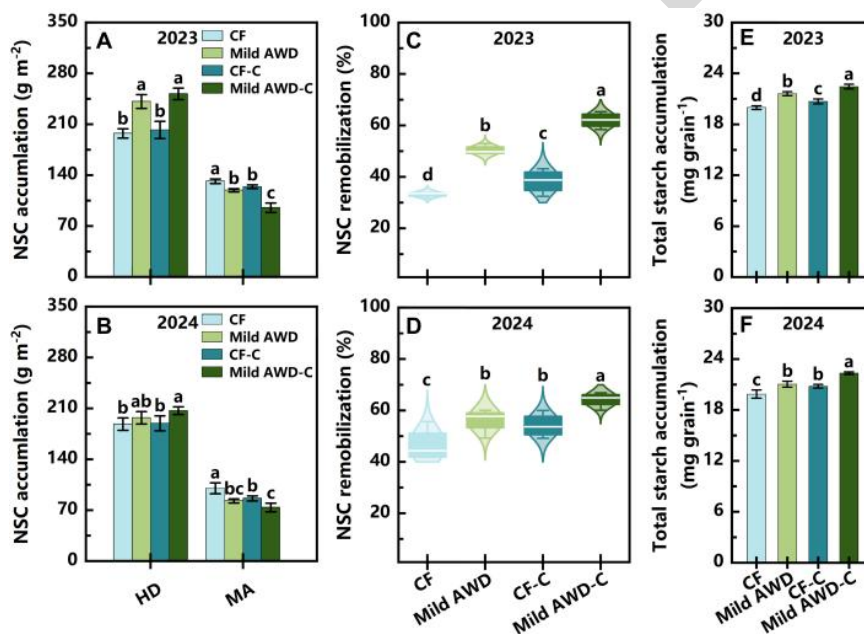 A 2023
CF
Mild AWD
CF-C
Mild AWD-C
NSC accumlation (g m⁻²)
350
280
210
140
70
0
b a b a
a b b c
C 2023
NSC remobilization (%)
100
80
60
40
20
d b c a
E 2023
Total starch accumulation
(mg grain⁻¹)
30
24
18
12
6
0
d b c a
B 2024
CF
Mild AWD
CF-C
Mild AWD-C
NSC accumlation (g m⁻²)
350
280
210
140
70
0
b ab b a
a bc b c
HD MA
D 2024
NSC remobilization (%)
100
80
60
40
20
c b b a
CF Mild AWD CF-C Mild AWD-C
F 2024
Total starch accumulation
(mg grain⁻¹)
30
24
18
12
6
0
c b b a
CF Mild AWD CF-C Mild AWD-C